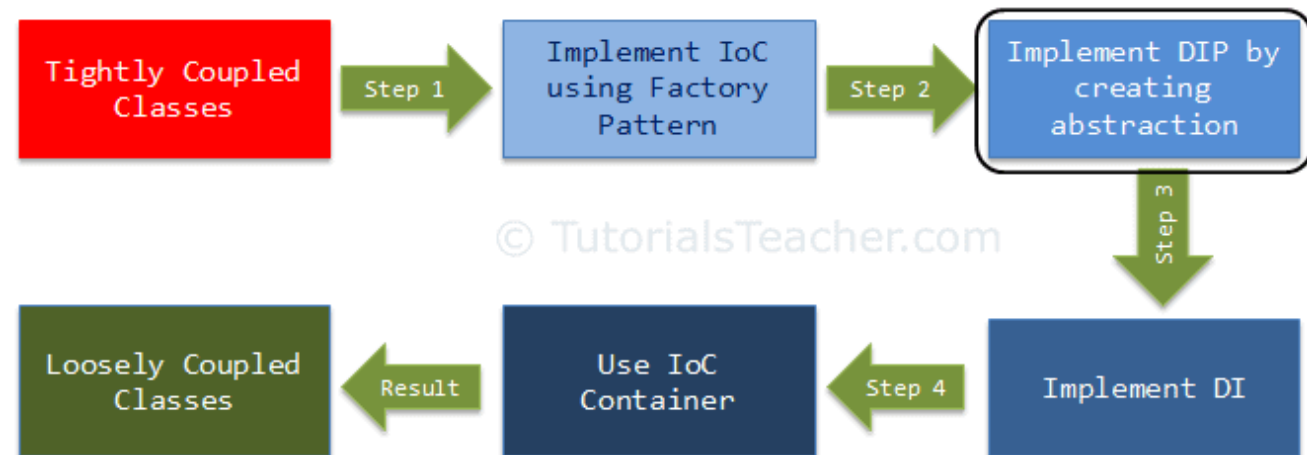 Tightly Coupled
Classes
Step 1
Implement IoC
using Factory
Pattern
Step 2
Implement DIP by
creating
abstraction
Step 3
© TutorialsTeacher.com
Implement DI
Step 4
Use IoC
Container
Result
Loosely Coupled
Classes